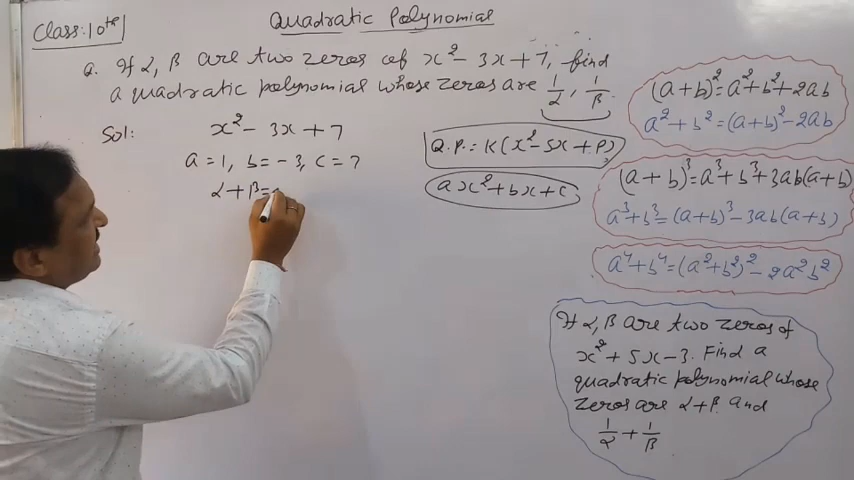 Class:10th
Quadratic Polynomial
Q. If α, β are two zeros of x² - 3x + 7, find
a quadratic polynomial whose zeros are 1/α, 1/β.
Sol: x² - 3x + 7
a = 1, b = - 3, c = 7
α + β =
Q.P. = K(x² - Sx + P)
ax² + bx + c
(a + b)² = a² + b² + 2ab
a² + b² = (a + b)² - 2ab
(a + b)³ = a³ + b³ + 3ab(a + b)
a³ + b³ = (a + b)³ - 3ab(a + b)
a⁴ + b⁴ = (a² + b²)² - 2a²b²
If α, β are two zeros of
x² + 5x - 3. Find a
quadratic polynomial whose
zeros are α + β and
1/α + 1/β